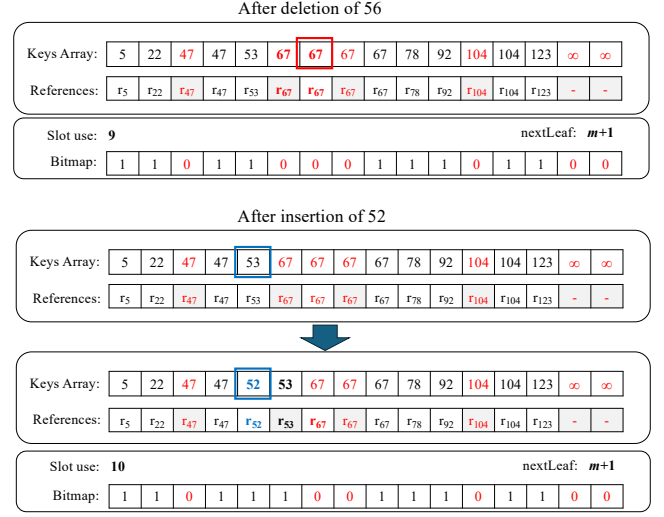 After deletion of 56
Keys Array: 5 22 47 47 53 67 67 67 67 78 92 104 104 123 ∞ ∞
References: r5 r22 r47 r47 r53 r67 r67 r67 r67 r78 r92 r104 r104 r123 - -
Slot use: 9 nextLeaf: m+1
Bitmap: 1 1 0 1 1 0 0 0 1 1 1 0 1 1 0 0
After insertion of 52
Keys Array: 5 22 47 47 53 67 67 67 67 78 92 104 104 123 ∞ ∞
References: r5 r22 r47 r47 r53 r67 r67 r67 r67 r78 r92 r104 r104 r123 - -
Keys Array: 5 22 47 47 52 53 67 67 67 78 92 104 104 123 ∞ ∞
References: r5 r22 r47 r47 r52 r53 r67 r67 r67 r78 r92 r104 r104 r123 - -
Slot use: 10 nextLeaf: m+1
Bitmap: 1 1 0 1 1 1 0 0 1 1 1 0 1 1 0 0